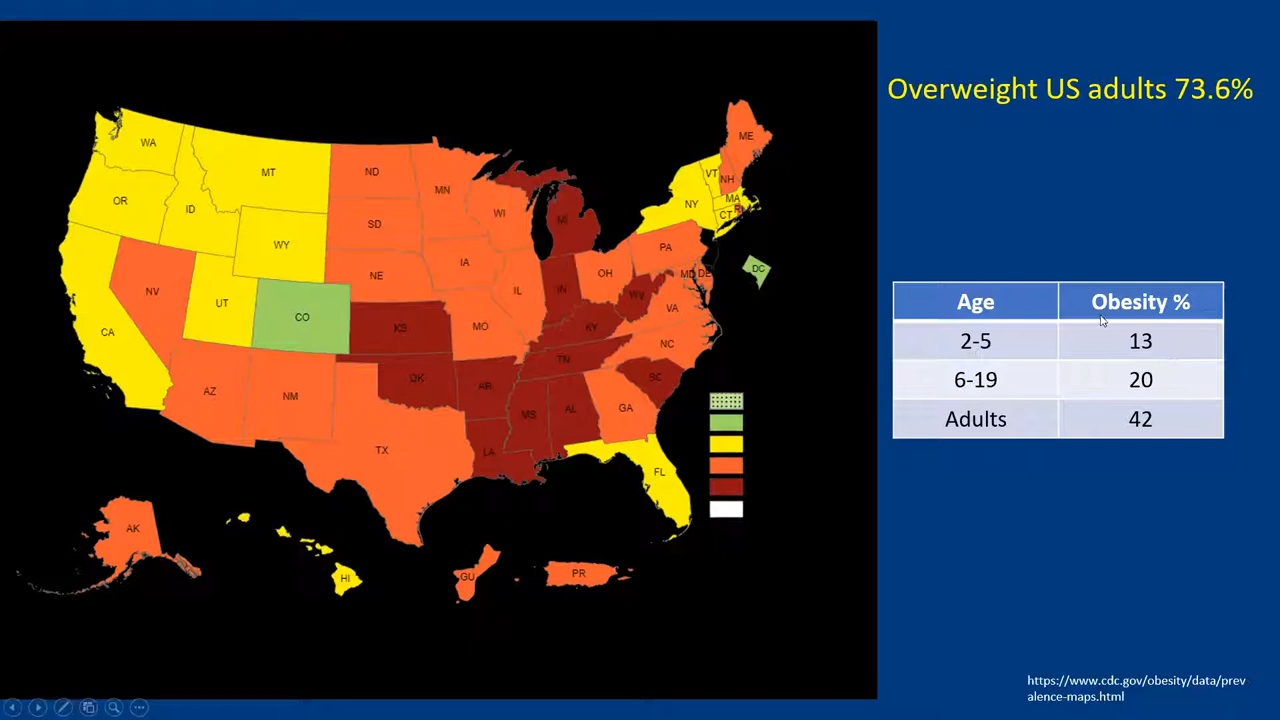 Overweight US adults 73.6%
WA
MT
ND
MN
ME
VT
NH
OR
ID
WY
SD
WI
MI
NY
MA
CT
RI
NV
UT
CO
NE
IA
IL
IN
OH
PA
MD
DE
DC
CA
KS
MO
KY
WV
VA
AZ
NM
OK
AR
TN
NC
SC
TX
LA
MS
AL
GA
FL
AK
HI
GU
PR
Age Obesity %
2-5 13
6-19 20
Adults 42
https://www.cdc.gov/obesity/data/prev
alence-maps.html